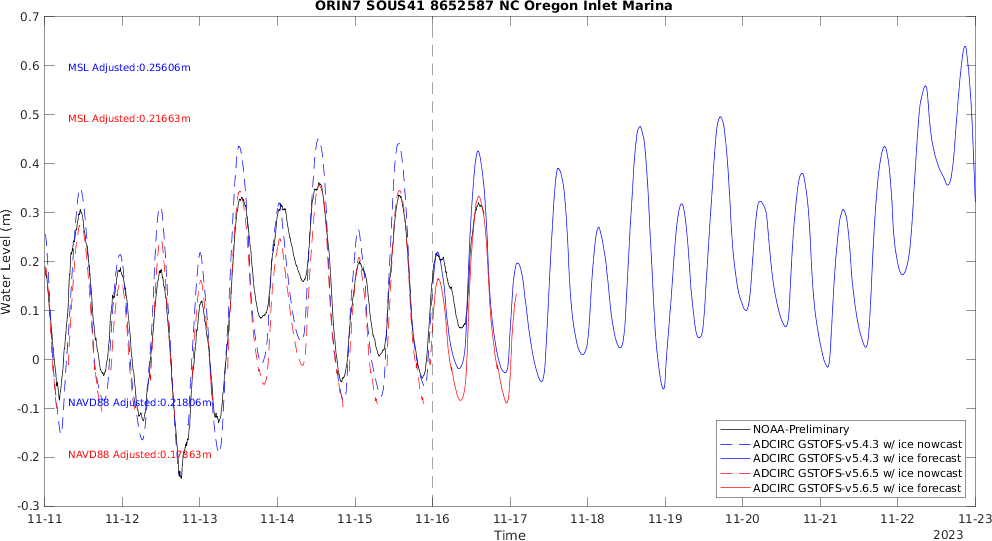 ORIN7 SOUS41 8652587 NC Oregon Inlet Marina
0.7
0.6
0.5
0.4
0.3
0.2
0.1
0
-0.1
-0.2
-0.3
Water Level (m)
MSL Adjusted:0.25606m
MSL Adjusted:0.21663m
NAVD88 Adjusted:0.21806m
NAVD88 Adjusted:0.17863m
NOAA-Preliminary
ADCIRC GSTOFS-v5.4.3 w/ ice nowcast
ADCIRC GSTOFS-v5.4.3 w/ ice forecast
ADCIRC GSTOFS-v5.6.5 w/ ice nowcast
ADCIRC GSTOFS-v5.6.5 w/ ice forecast
11-11 11-12 11-13 11-14 11-15 11-16 11-17 11-18 11-19 11-20 11-21 11-22 11-23
Time
2023